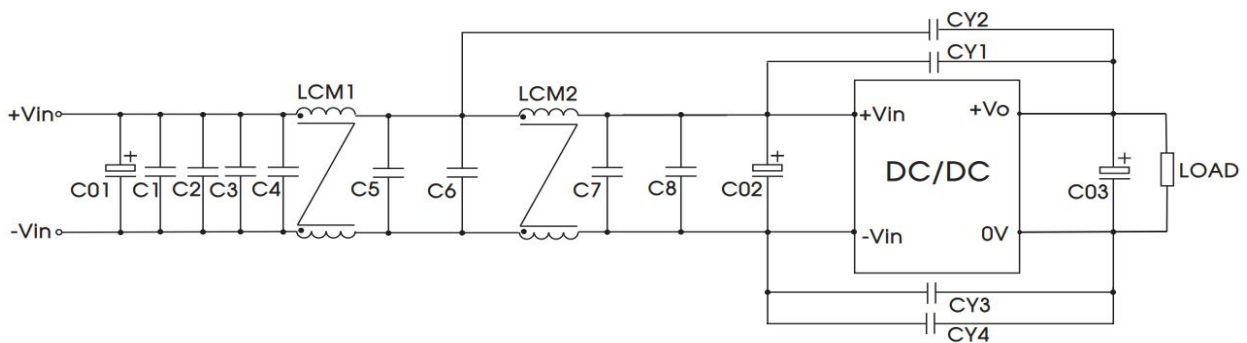 CY2
CY1
LCM1
LCM2
+Vin
+Vin
+Vo
DC/DC
C01
+
C1
C2
C3
C4
C5
C6
C7
C8
C02
+
C03
+
LOAD
-Vin
-Vin
0V
CY3
CY4